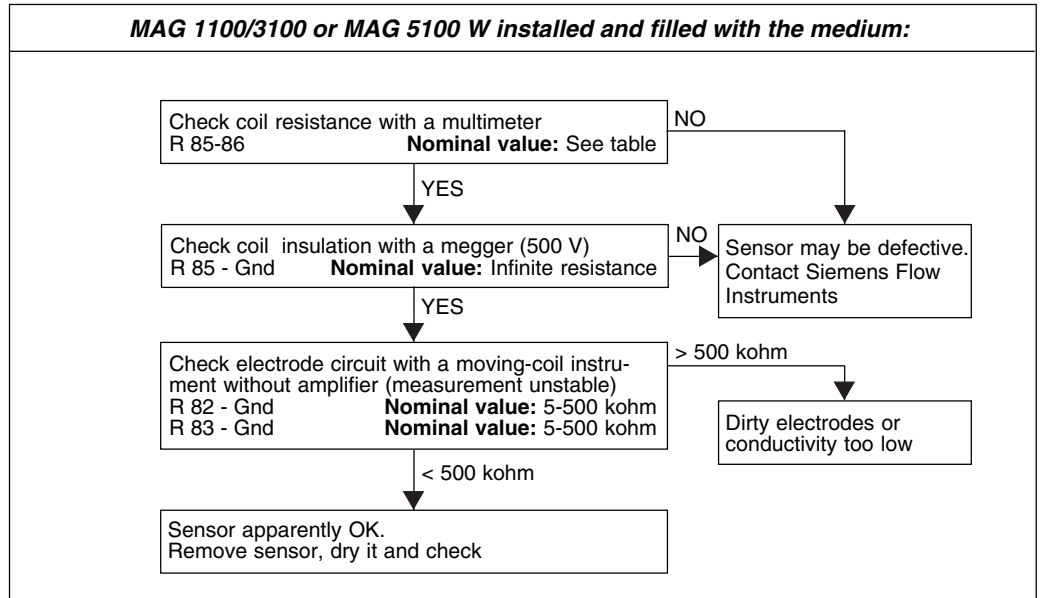 MAG 1100/3100 or MAG 5100 W installed and filled with the medium:
Check coil resistance with a multimeter
R 85-86 Nominal value: See table
NO
YES
Check coil insulation with a megger (500 V)
R 85 - Gnd Nominal value: Infinite resistance
NO
Sensor may be defective.
Contact Siemens Flow
Instruments
YES
Check electrode circuit with a moving-coil instru-
ment without amplifier (measurement unstable)
R 82 - Gnd Nominal value: 5-500 kohm
R 83 - Gnd Nominal value: 5-500 kohm
> 500 kohm
Dirty electrodes or
conductivity too low
< 500 kohm
Sensor apparently OK.
Remove sensor, dry it and check